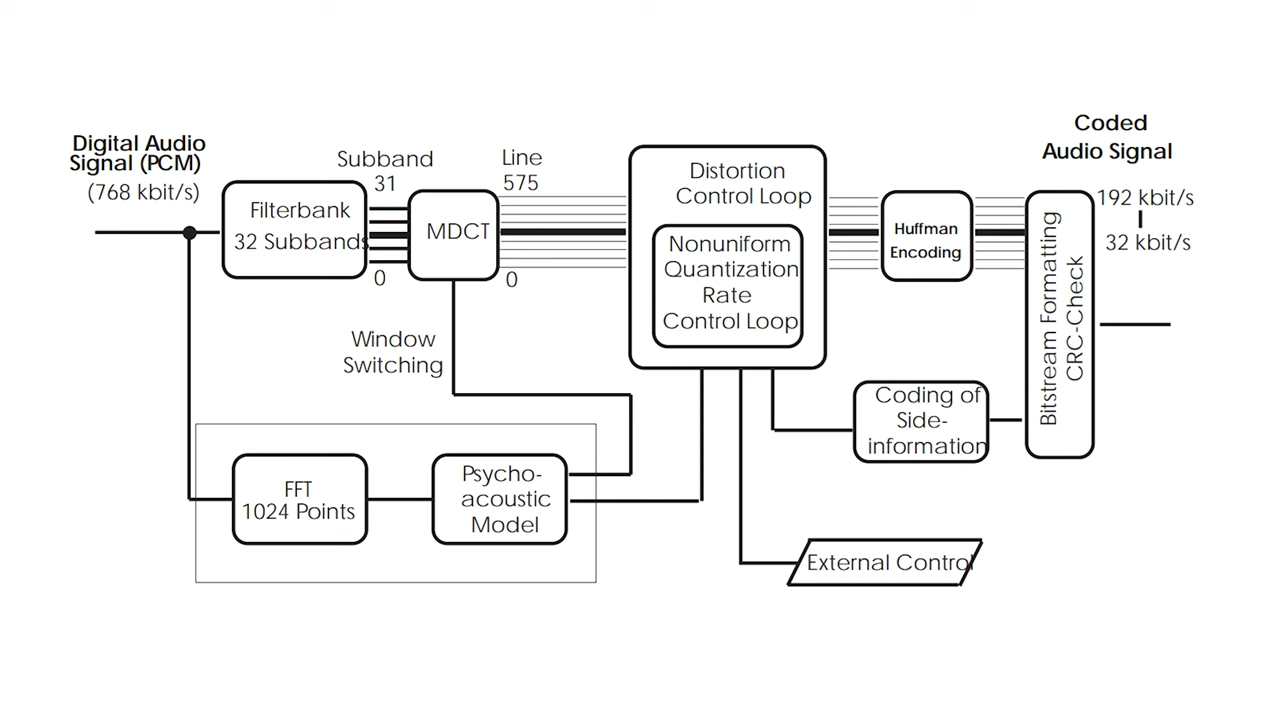 Digital Audio
Signal (PCM)
(768 kbit/s)
Filterbank
32 Subbands
Subband
31
0
MDCT
Line
575
0
Window
Switching
Distortion
Control Loop
Nonuniform
Quantization
Rate
Control Loop
Huffman
Encoding
Bitstream Formatting
CRC-Check
Coded
Audio Signal
192 kbit/s
32 kbit/s
Coding of
Side-
information
FFT
1024 Points
Psycho-
acoustic
Model
External Control